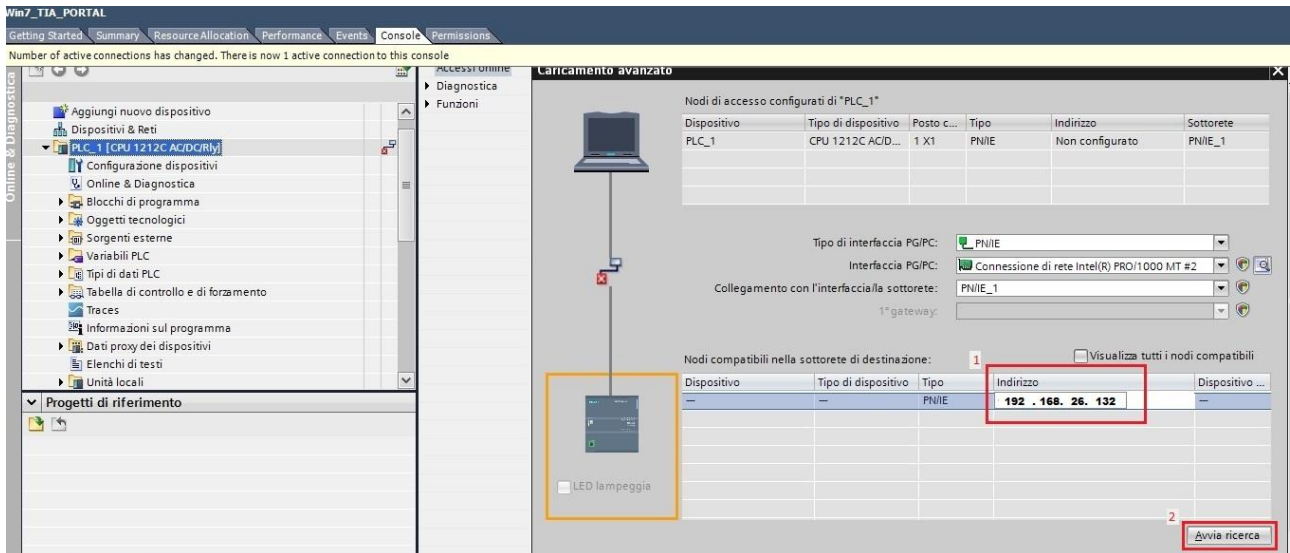 Win7_TIA_PORTAL
Getting Started Summary Resource Allocation Performance Events Console Permissions
Number of active connections has changed. There is now 1 active connection to this console
Online & Diagnostica
Aggiungi nuovo dispositivo
Dispositivi & Reti
PLC_1 [CPU 1212C AC/DC/Rly]
Configurazione dispositivi
Online & Diagnostica
Blocchi di programma
Oggetti tecnologici
Sorgenti esterne
Variabili PLC
Tipi di dati PLC
Tabella di controllo e di forzamento
Traces
Informazioni sul programma
Dati proxy dei dispositivi
Elenchi di testi
Unità locali
Progetti di riferimento
Accessi online
Diagnostica
Funzioni
Caricamento avanzato
Nodi di accesso configurati di "PLC_1"
Dispositivo Tipo di dispositivo Posto c... Tipo Indirizzo Sottorete
PLC_1 CPU 1212C AC/D... 1 X1 PN/IE Non configurato PN/IE_1
Tipo di interfaccia PG/PC: PN/IE
Interfaccia PG/PC: Connessione di rete Intel(R) PRO/1000 MT #2
Collegamento con l'interfaccia/la sottorete: PN/IE_1
1° gateway:
Nodi compatibili nella sottorete di destinazione: 1 Visualizza tutti i nodi compatibili
Dispositivo Tipo di dispositivo Tipo Indirizzo Dispositivo ...
— — PN/IE 192 . 168. 26. 132 —
LED lampeggia
2
Avvia ricerca